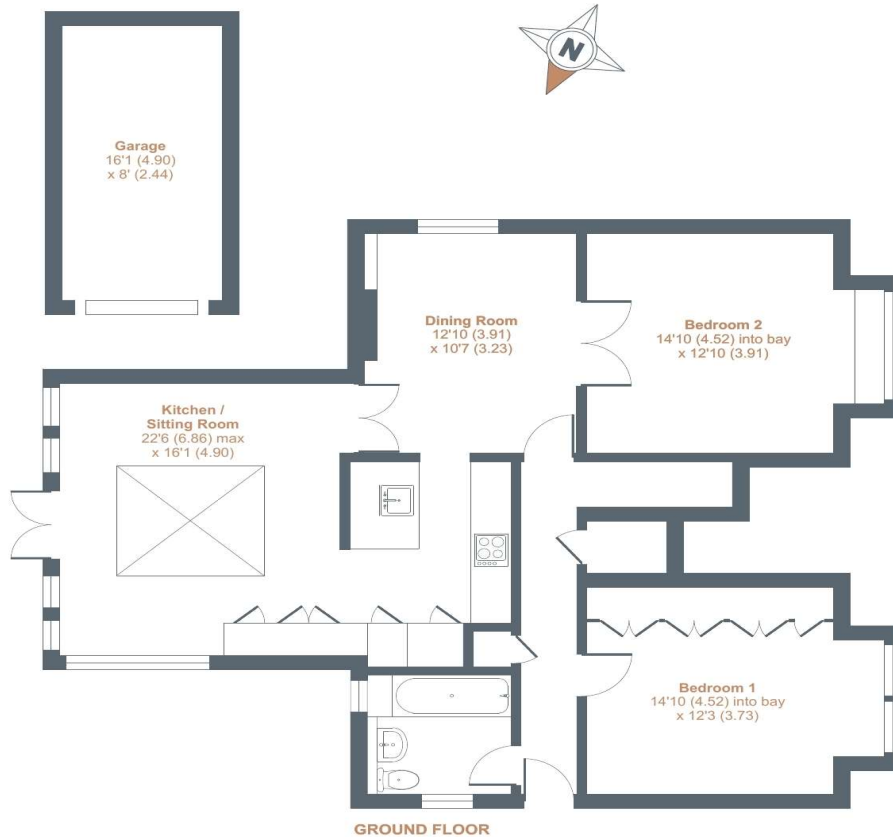 N
Garage
16'1 (4.90)
x 8' (2.44)
Dining Room
12'10 (3.91)
x 10'7 (3.23)
Bedroom 2
14'10 (4.52) into bay
x 12'10 (3.91)
Kitchen /
Sitting Room
22'6 (6.86) max
x 16'1 (4.90)
Bedroom 1
14'10 (4.52) into bay
x 12'3 (3.73)
GROUND FLOOR